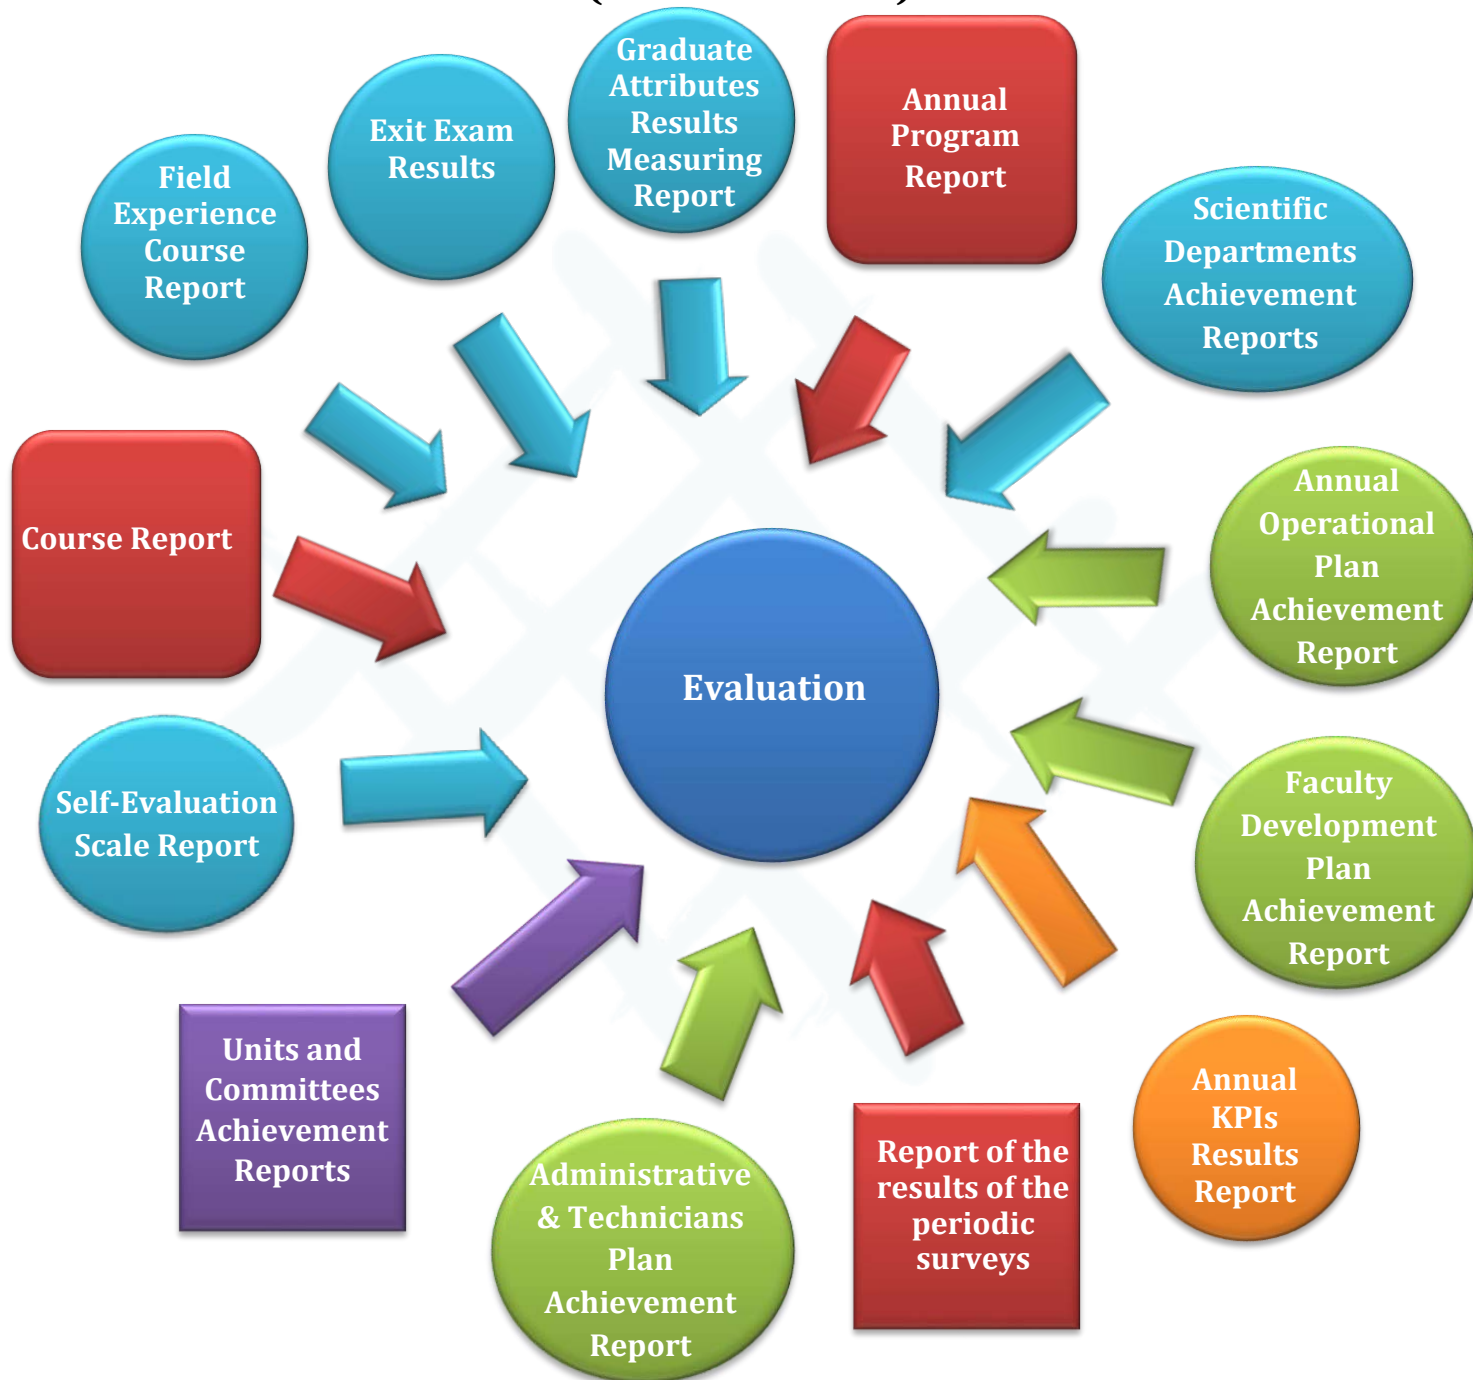 Graduate
Attributes
Results
Measuring
Report
Annual
Program
Report
Exit Exam
Results
Field
Experience
Course
Report
Scientific
Departments
Achievement
Reports
Course Report
Annual
Operational
Plan
Achievement
Report
Evaluation
Self-Evaluation
Scale Report
Faculty
Development
Plan
Achievement
Report
Units and
Committees
Achievement
Reports
Administrative
& Technicians
Plan
Achievement
Report
Report of the
results of the
periodic
surveys
Annual
KPIs
Results
Report